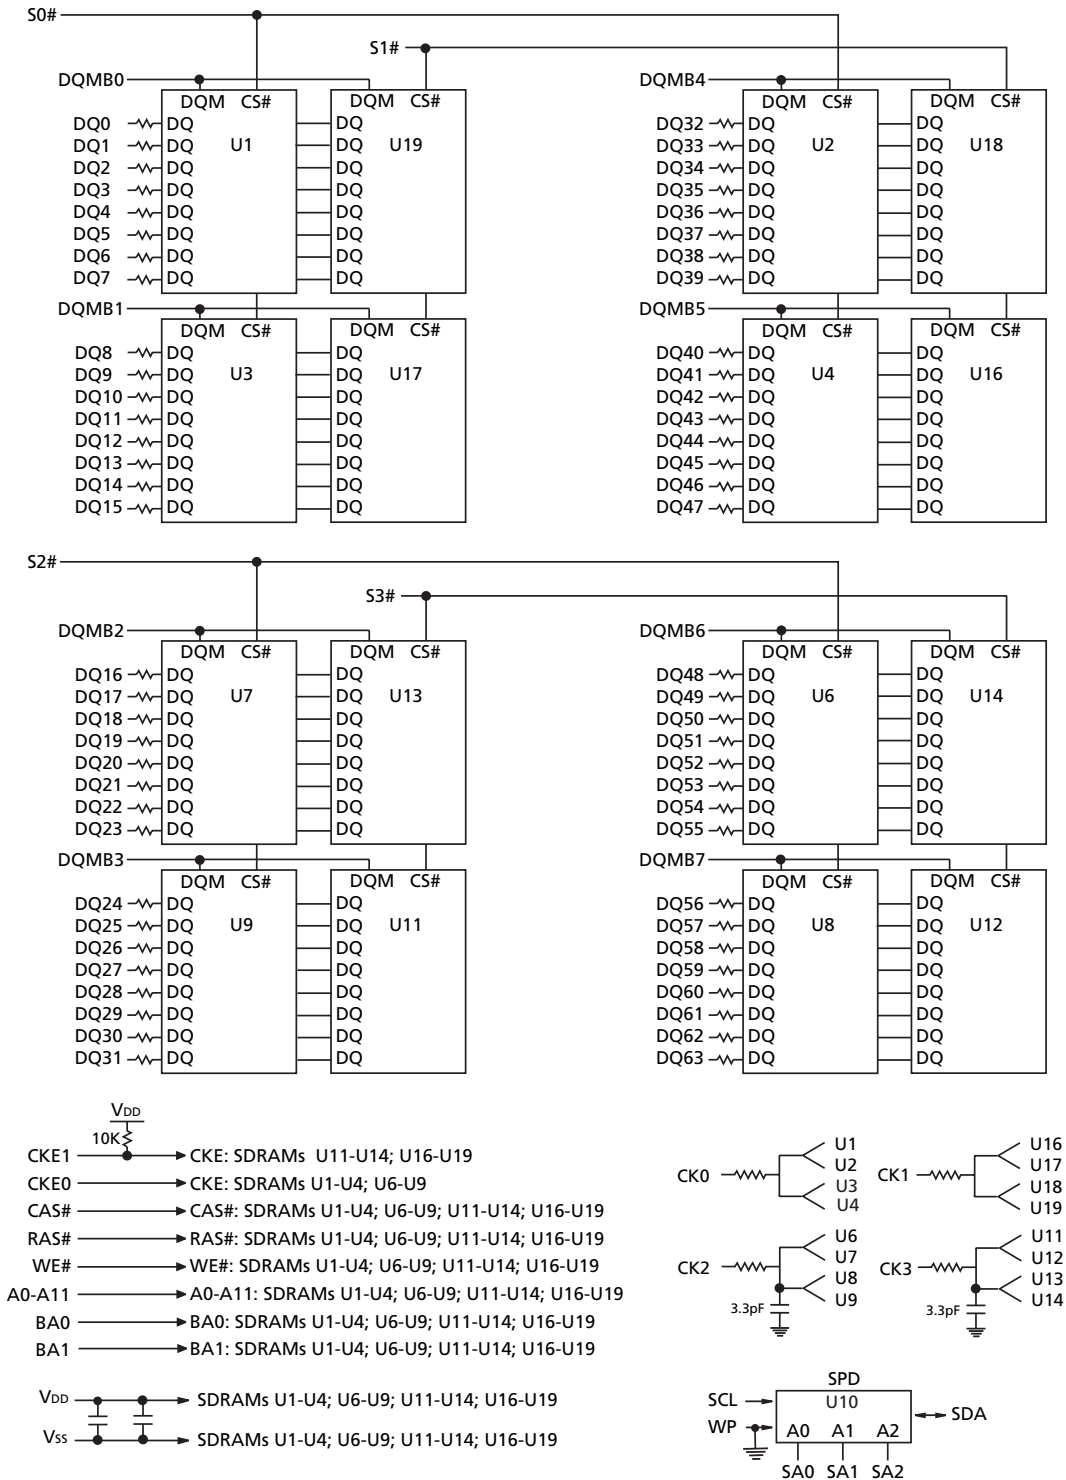 S0#
S1#
DQMB0 DQMB4
DQM CS# DQM CS#
DQ0 DQ DQ DQ32 DQ DQ
DQ1 DQ U1 DQ U19 DQ33 DQ U2 DQ U18
DQ2 DQ DQ DQ34 DQ DQ
DQ3 DQ DQ DQ35 DQ DQ
DQ4 DQ DQ DQ36 DQ DQ
DQ5 DQ DQ DQ37 DQ DQ
DQ6 DQ DQ DQ38 DQ DQ
DQ7 DQ DQ DQ39 DQ DQ
DQMB1 DQMB5
DQM CS# DQM CS# DQM CS# DQM CS#
DQ8 DQ DQ DQ40 DQ DQ
DQ9 DQ U3 DQ U17 DQ41 DQ U4 DQ U16
DQ10 DQ DQ DQ42 DQ DQ
DQ11 DQ DQ DQ43 DQ DQ
DQ12 DQ DQ DQ44 DQ DQ
DQ13 DQ DQ DQ45 DQ DQ
DQ14 DQ DQ DQ46 DQ DQ
DQ15 DQ DQ DQ47 DQ DQ
S2#
S3#
DQMB2 DQMB6
DQM CS# DQM CS# DQM CS# DQM CS#
DQ16 DQ DQ DQ48 DQ DQ
DQ17 DQ U7 DQ U13 DQ49 DQ U6 DQ U14
DQ18 DQ DQ DQ50 DQ DQ
DQ19 DQ DQ DQ51 DQ DQ
DQ20 DQ DQ DQ52 DQ DQ
DQ21 DQ DQ DQ53 DQ DQ
DQ22 DQ DQ DQ54 DQ DQ
DQ23 DQ DQ DQ55 DQ DQ
DQMB3 DQMB7
DQM CS# DQM CS# DQM CS# DQM CS#
DQ24 DQ DQ DQ56 DQ DQ
DQ25 DQ U9 DQ U11 DQ57 DQ U8 DQ U12
DQ26 DQ DQ DQ58 DQ DQ
DQ27 DQ DQ DQ59 DQ DQ
DQ28 DQ DQ DQ60 DQ DQ
DQ29 DQ DQ DQ61 DQ DQ
DQ30 DQ DQ DQ62 DQ DQ
DQ31 DQ DQ DQ63 DQ DQ
VDD
10K
CKE1 CKE: SDRAMs U11-U14; U16-U19
CKE0 CKE: SDRAMs U1-U4; U6-U9
CAS# CAS#: SDRAMs U1-U4; U6-U9; U11-U14; U16-U19
RAS# RAS#: SDRAMs U1-U4; U6-U9; U11-U14; U16-U19
WE# WE#: SDRAMs U1-U4; U6-U9; U11-U14; U16-U19
A0-A11 A0-A11: SDRAMs U1-U4; U6-U9; U11-U14; U16-U19
BA0 BA0: SDRAMs U1-U4; U6-U9; U11-U14; U16-U19
BA1 BA1: SDRAMs U1-U4; U6-U9; U11-U14; U16-U19
VDD SDRAMs U1-U4; U6-U9; U11-U14; U16-U19
VSS SDRAMs U1-U4; U6-U9; U11-U14; U16-U19
U1 U16
U2 U17
CK0 CK1
U3 U18
U4 U19
U6 U11
U7 U12
CK2 CK3
U8 U13
U9 U14
3.3pF 3.3pF
SPD
SCL U10
SDA
WP A0 A1 A2
SA0 SA1 SA2